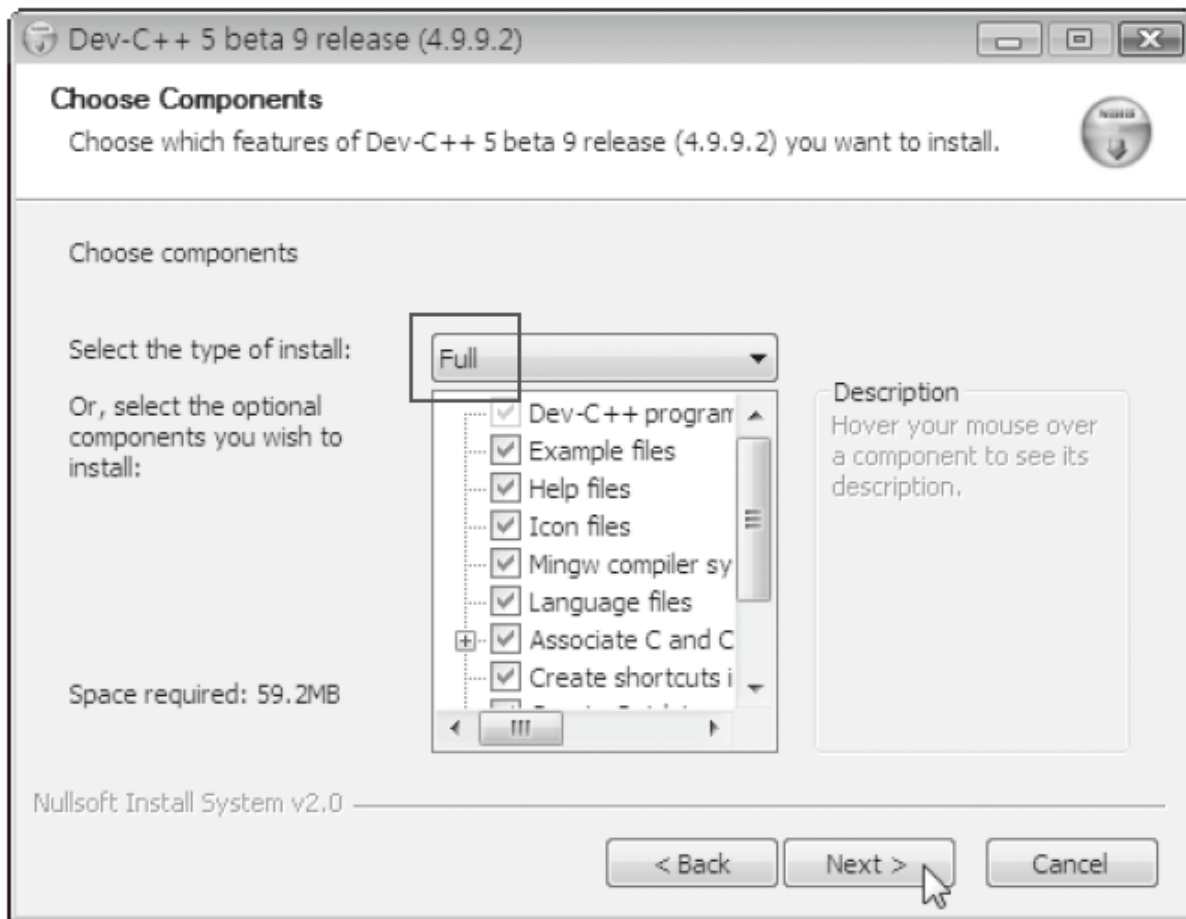 Dev-C++ 5 beta 9 release (4.9.9.2)
Choose Components
Choose which features of Dev-C++ 5 beta 9 release (4.9.9.2) you want to install.
Choose components
Select the type of install:
Full
Or, select the optional
components you wish to
install:
Dev-C++ program
Example files
Help files
Icon files
Mingw compiler sy
Language files
Associate C and C
Create shortcuts i
Description
Hover your mouse over
a component to see its
description.
Space required: 59.2MB
Nullsoft Install System v2.0
< Back
Next >
Cancel